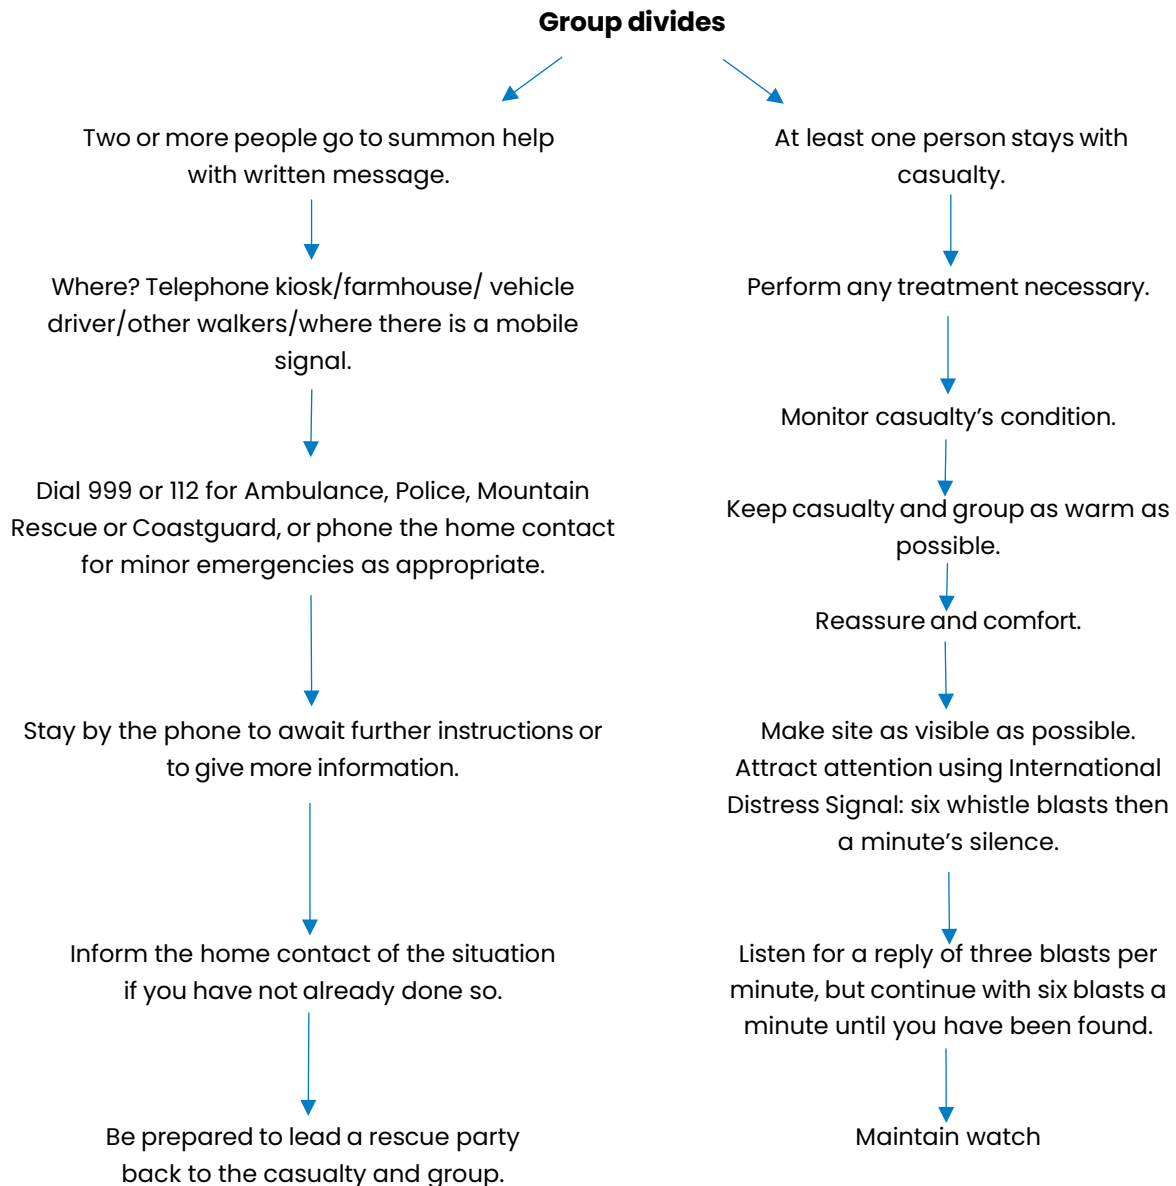 Group divides
Two or more people go to summon help
with written message.
Where? Telephone kiosk/farmhouse/ vehicle
driver/other walkers/where there is a mobile
signal.
Dial 999 or 112 for Ambulance, Police, Mountain
Rescue or Coastguard, or phone the home contact
for minor emergencies as appropriate.
Stay by the phone to await further instructions or
to give more information.
Inform the home contact of the situation
if you have not already done so.
Be prepared to lead a rescue party
back to the casualty and group.
At least one person stays with
casualty.
Perform any treatment necessary.
Monitor casualty’s condition.
Keep casualty and group as warm as
possible.
Reassure and comfort.
Make site as visible as possible.
Attract attention using International
Distress Signal: six whistle blasts then
a minute’s silence.
Listen for a reply of three blasts per
minute, but continue with six blasts a
minute until you have been found.
Maintain watch